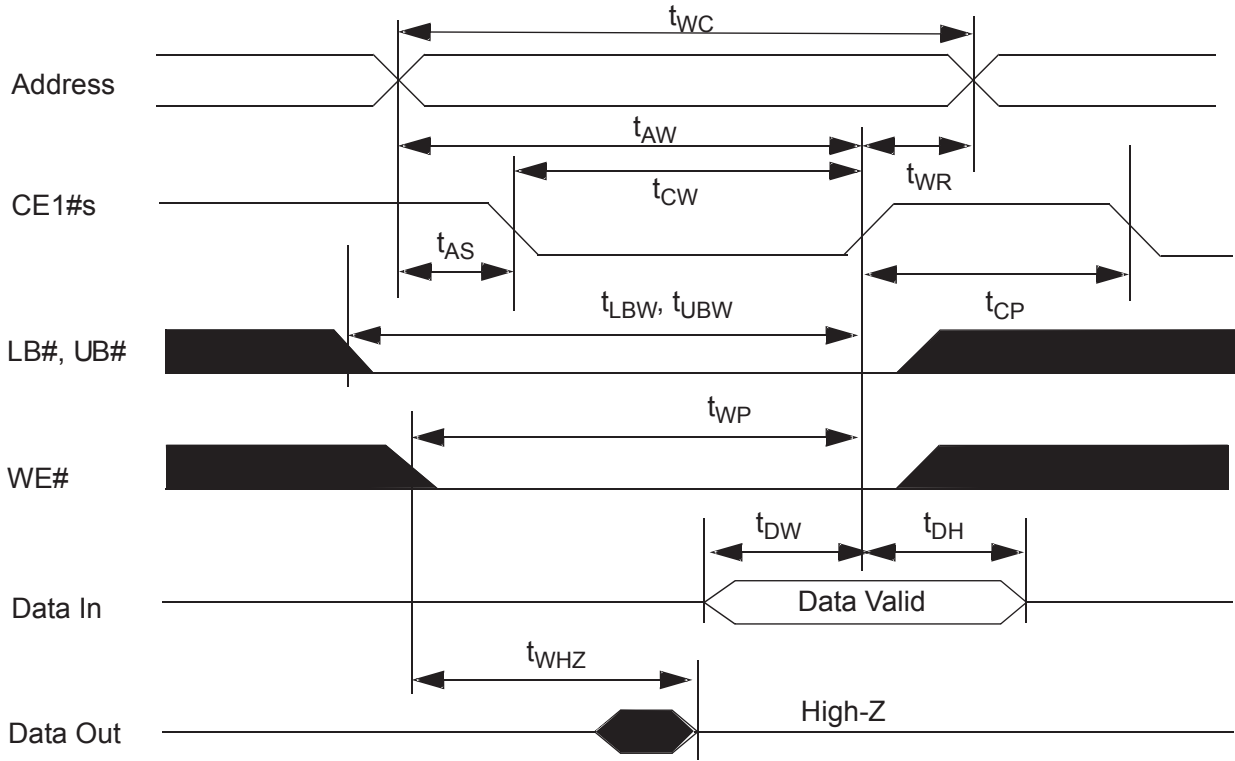 tWC
Address
tAW
tWR
tCW
CE1#s
tAS
tCP
tLBW, tUBW
LB#, UB#
tWP
WE#
tDW
tDH
Data In
Data Valid
tWHZ
Data Out
High-Z